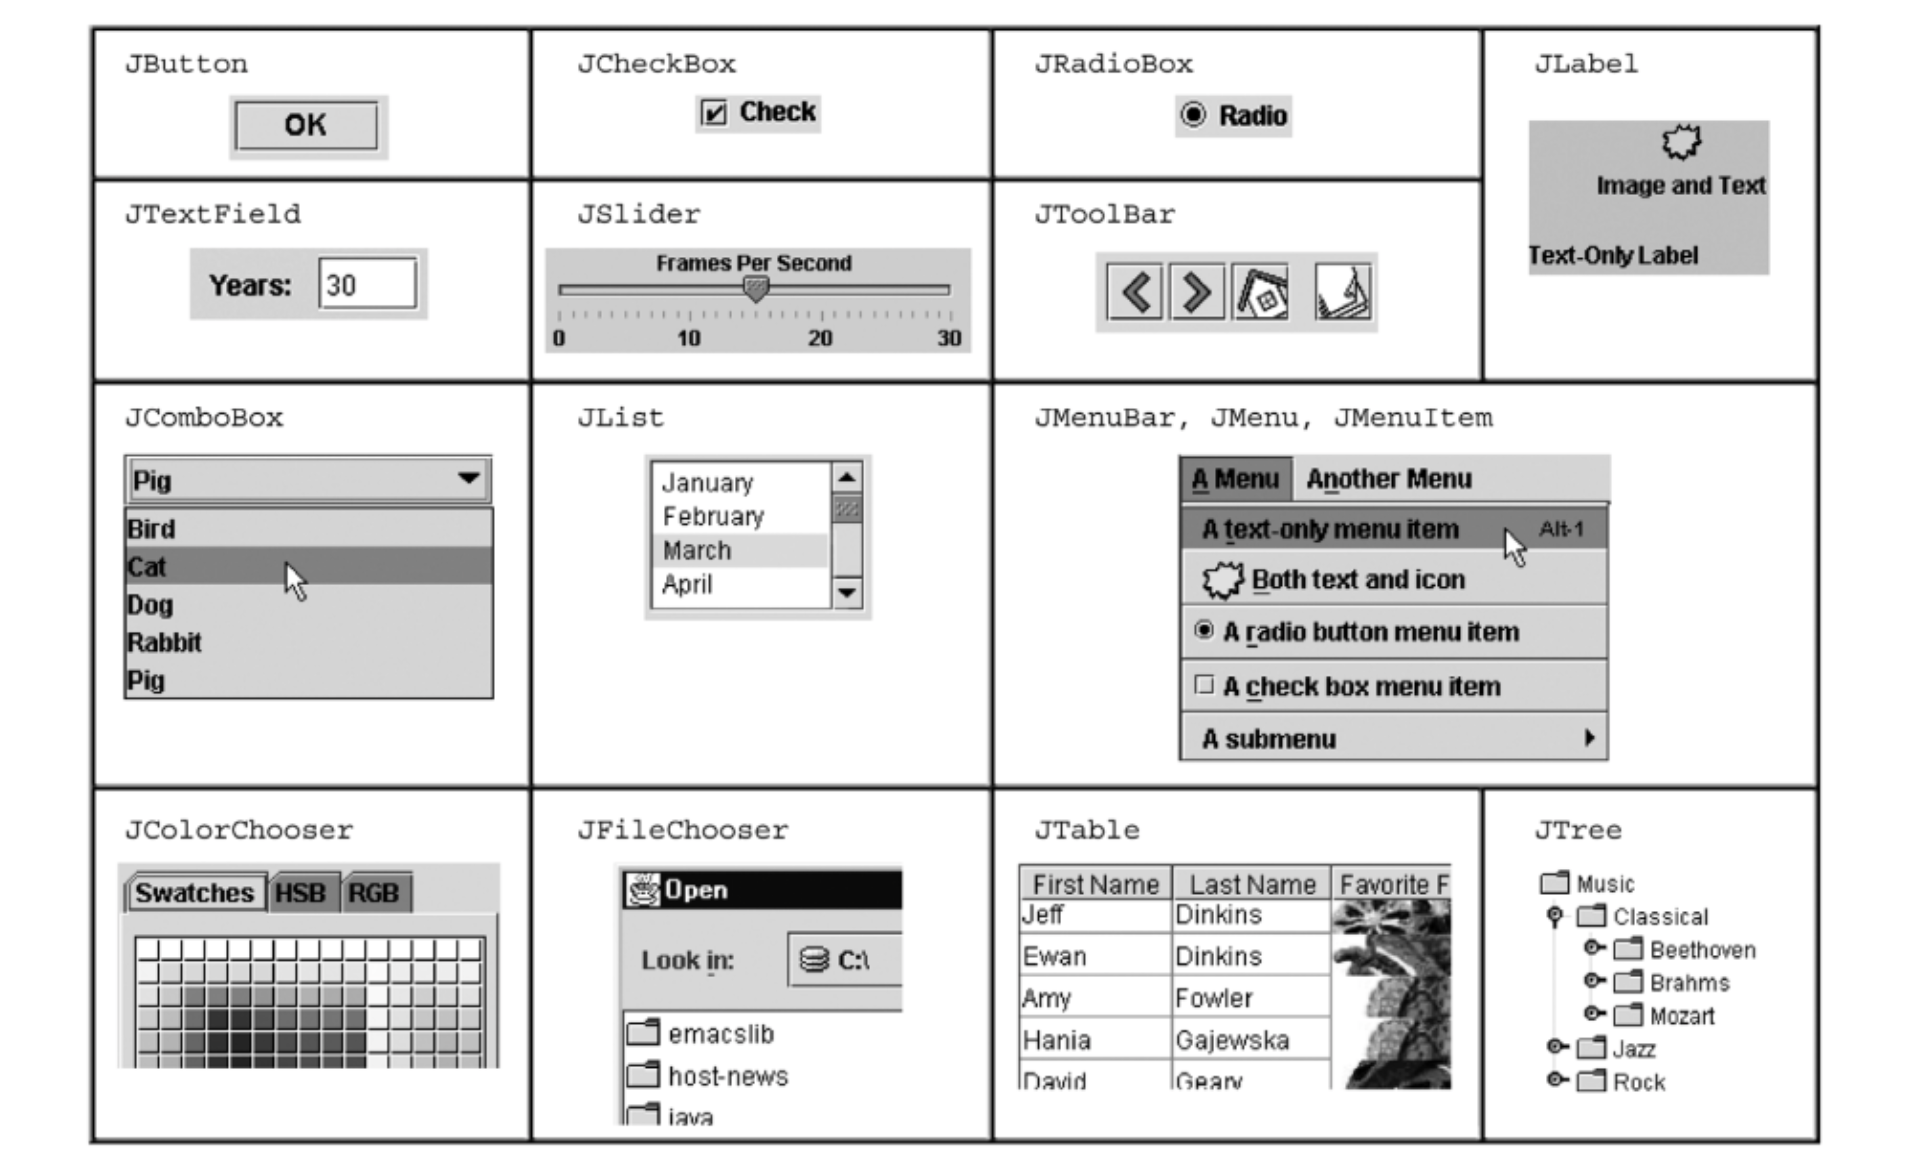 JButton
OK
JCheckBox
Check
JRadioBox
Radio
JLabel
Image and Text
Text-Only Label
JTextField
Years: 30
JSlider
Frames Per Second
0 10 20 30
JToolBar
JComboBox
Pig
Bird
Cat
Dog
Rabbit
Pig
JList
January
February
March
April
JMenuBar, JMenu, JMenuItem
A Menu Another Menu
A text-only menu item Alt-1
Both text and icon
A radio button menu item
A check box menu item
A submenu
JColorChooser
Swatches HSB RGB
JFileChooser
Open
Look in: C:\
emacslib
host-news
java
JTable
First Name Last Name Favorite F
Jeff Dinkins
Ewan Dinkins
Amy Fowler
Hania Gajewska
David Geary
JTree
Music
Classical
Beethoven
Brahms
Mozart
Jazz
Rock